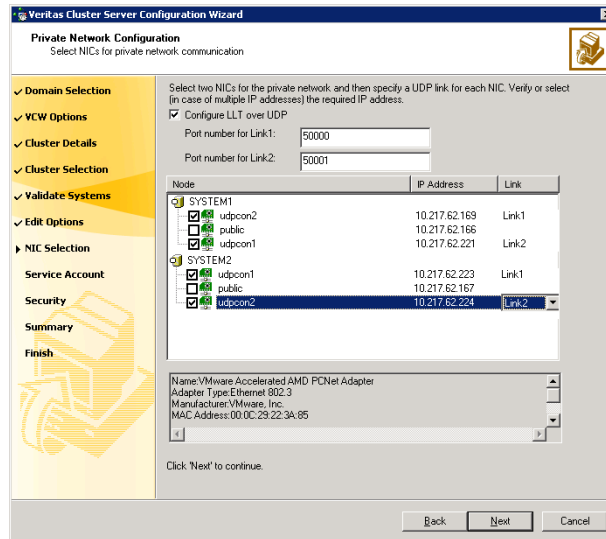 Veritas Cluster Server Configuration Wizard
Private Network Configuration
Select NICs for private network communication
Domain Selection
VCW Options
Cluster Details
Cluster Selection
Validate Systems
Edit Options
NIC Selection
Service Account
Security
Summary
Finish
Select two NICs for the private network and then specify a UDP link for each NIC. Verify or select
(in case of multiple IP addresses) the required IP address.
Configure LLT over UDP
Port number for Link1: 50000
Port number for Link2: 50001
Node IP Address Link
SYSTEM1
udpcon2 10.217.62.169 Link1
public 10.217.62.166
udpcon1 10.217.62.221 Link2
SYSTEM2
udpcon1 10.217.62.223 Link1
public 10.217.62.167
udpcon2 10.217.62.224 Link2
Name:VMware Accelerated AMD PCNet Adapter
Adapter Type:Ethernet 802.3
Manufacturer:VMware, Inc.
MAC Address:00:0C:29:22:3A:85
Click 'Next' to continue.
Back Next Cancel